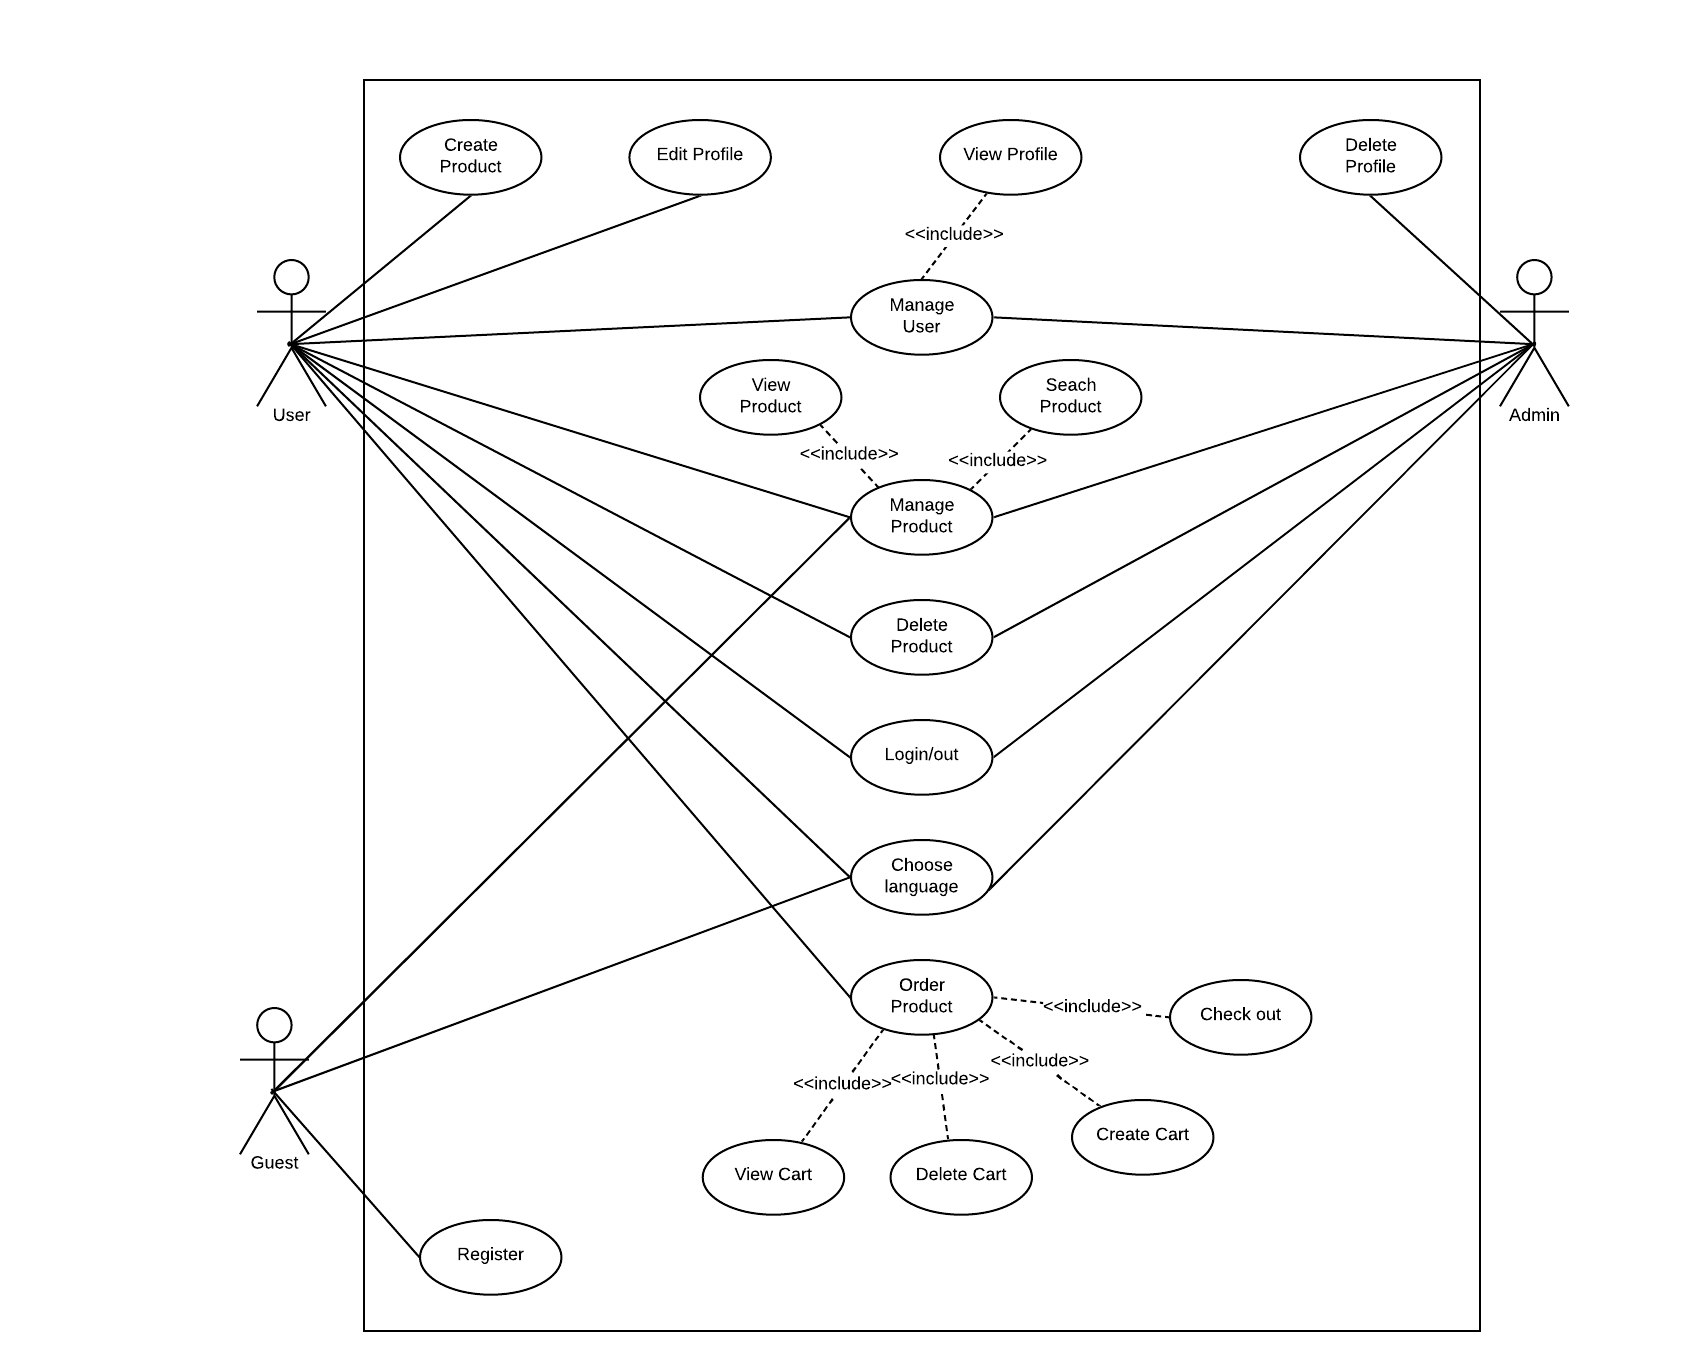 Create
Product
Edit Profile
View Profile
Delete
Profile
<<include>>
Manage
User
View
Product
Seach
Product
User
Admin
<<include>>
<<include>>
Manage
Product
Delete
Product
Login/out
Choose
language
Order
Product
<<include>>
Check out
<<include>>
<<include>>
<<include>>
Create Cart
Guest
View Cart
Delete Cart
Register